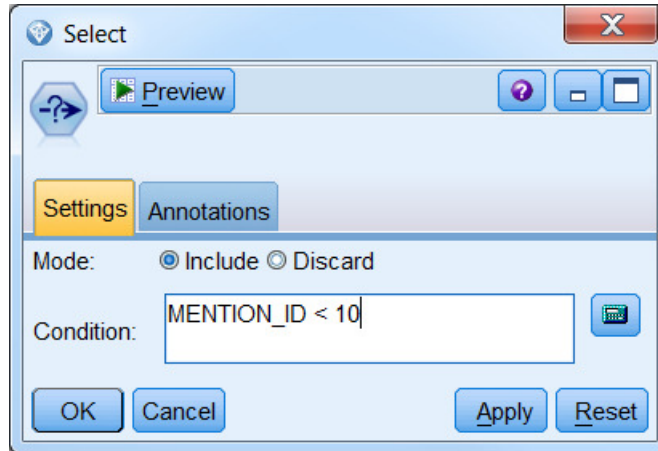 Select
Preview
Settings Annotations
Mode: Include Discard
Condition: MENTION_ID < 10
OK Cancel Apply Reset